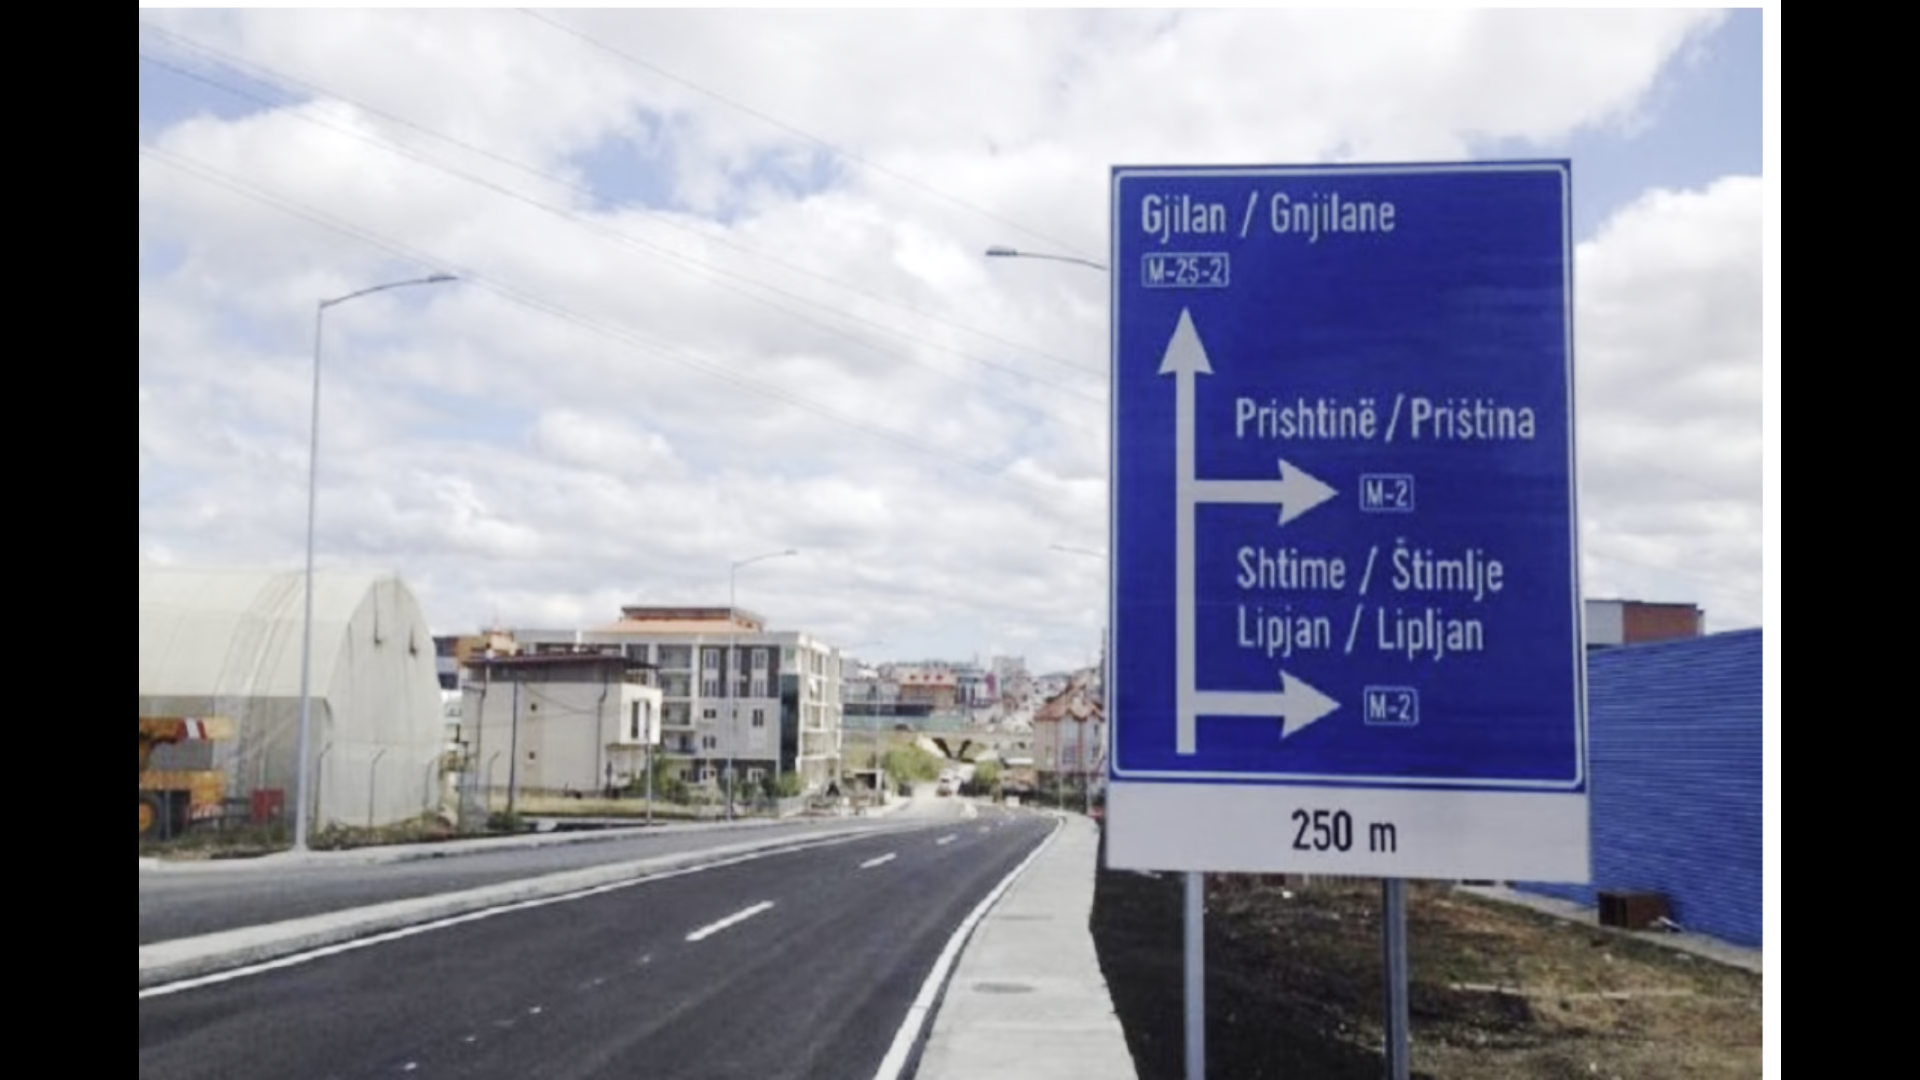 Gjilan / Gnjilane
M-25-2
Prishtinë / Priština
M-2
Shtime / Štimlje
Lipjan / Lipljan
M-2
250 m